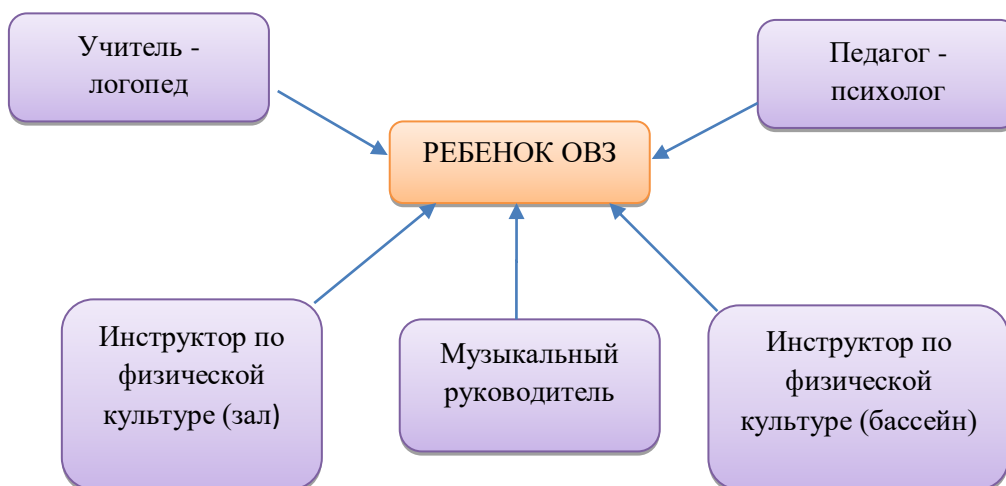 Учитель -
логопед
Педагог -
психолог
РЕБЕНОК ОВЗ
Инструктор по
физической
культуре (зал)
Музыкальный
руководитель
Инструктор по
физической
культуре (бассейн)